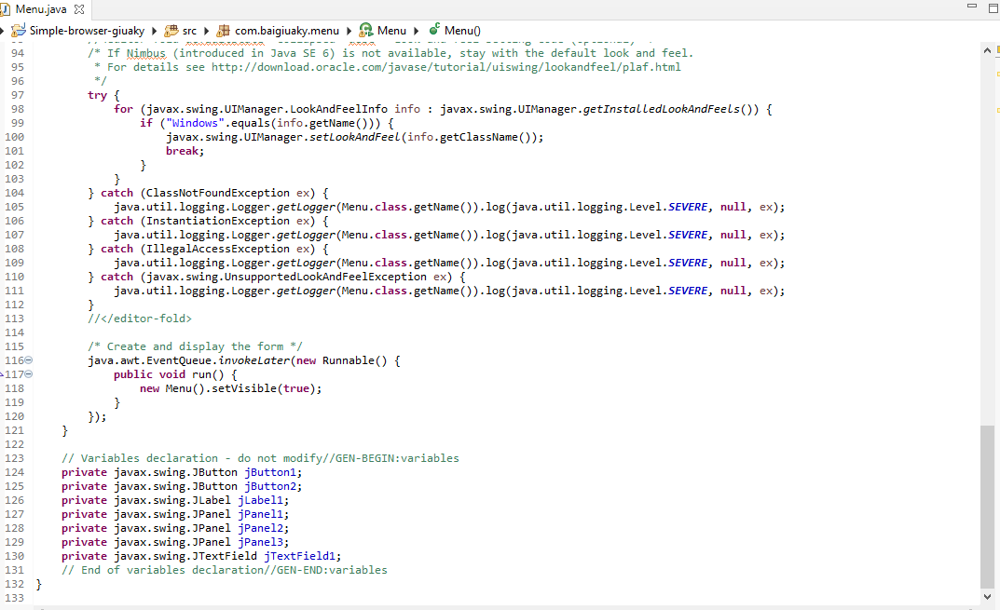 Menu.java
Simple-browser-giuaky src com.baigiuaky.menu Menu Menu()
94 /* If Nimbus (introduced in Java SE 6) is not available, stay with the default look and feel.
95 * For details see http://download.oracle.com/javase/tutorial/uiswing/lookandfeel/plaf.html
96 */
97 try {
98 for (javax.swing.UIManager.LookAndFeelInfo info : javax.swing.UIManager.getInstalledLookAndFeels()) {
99 if ("Windows".equals(info.getName())) {
100 javax.swing.UIManager.setLookAndFeel(info.getClassName());
101 break;
102 }
103 }
104 } catch (ClassNotFoundException ex) {
105 java.util.logging.Logger.getLogger(Menu.class.getName()).log(java.util.logging.Level.SEVERE, null, ex);
106 } catch (InstantiationException ex) {
107 java.util.logging.Logger.getLogger(Menu.class.getName()).log(java.util.logging.Level.SEVERE, null, ex);
108 } catch (IllegalAccessException ex) {
109 java.util.logging.Logger.getLogger(Menu.class.getName()).log(java.util.logging.Level.SEVERE, null, ex);
110 } catch (javax.swing.UnsupportedLookAndFeelException ex) {
111 java.util.logging.Logger.getLogger(Menu.class.getName()).log(java.util.logging.Level.SEVERE, null, ex);
112 }
113 //</editor-fold>
114
115 /* Create and display the form */
116 java.awt.EventQueue.invokeLater(new Runnable() {
117 public void run() {
118 new Menu().setVisible(true);
119 }
120 });
121 }
122
123 // Variables declaration - do not modify//GEN-BEGIN:variables
124 private javax.swing.JButton jButton1;
125 private javax.swing.JButton jButton2;
126 private javax.swing.JLabel jLabel1;
127 private javax.swing.JPanel jPanel1;
128 private javax.swing.JPanel jPanel2;
129 private javax.swing.JPanel jPanel3;
130 private javax.swing.JTextField jTextField1;
131 // End of variables declaration//GEN-END:variables
132 }
133